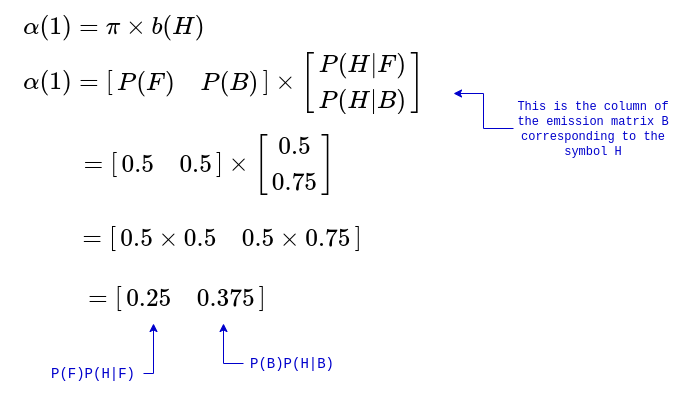 α(1) = π × b(H)
α(1) = [ P(F) P(B) ] × [ P(H|F) P(H|B) ]
This is the column of
the emission matrix B
corresponding to the
symbol H
= [ 0.5 0.5 ] × [ 0.5 0.75 ]
= [ 0.5 × 0.5 0.5 × 0.75 ]
= [ 0.25 0.375 ]
P(B)P(H|B)
P(F)P(H|F)